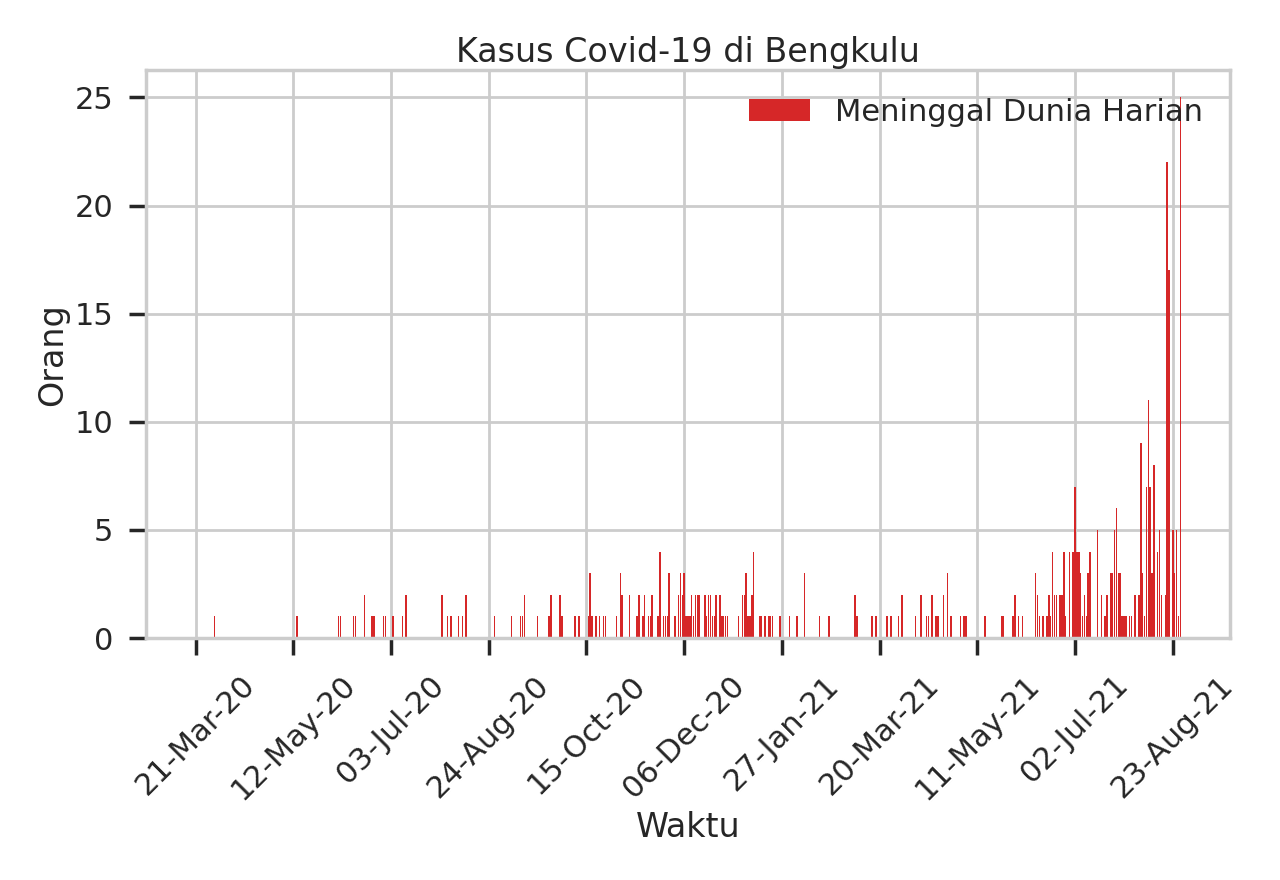 Kasus Covid-19 di Bengkulu
Meninggal Dunia Harian
Orang
25
20
15
10
5
0
21-Mar-20
12-May-20
03-Jul-20
24-Aug-20
15-Oct-20
06-Dec-20
27-Jan-21
20-Mar-21
11-May-21
02-Jul-21
23-Aug-21
Waktu